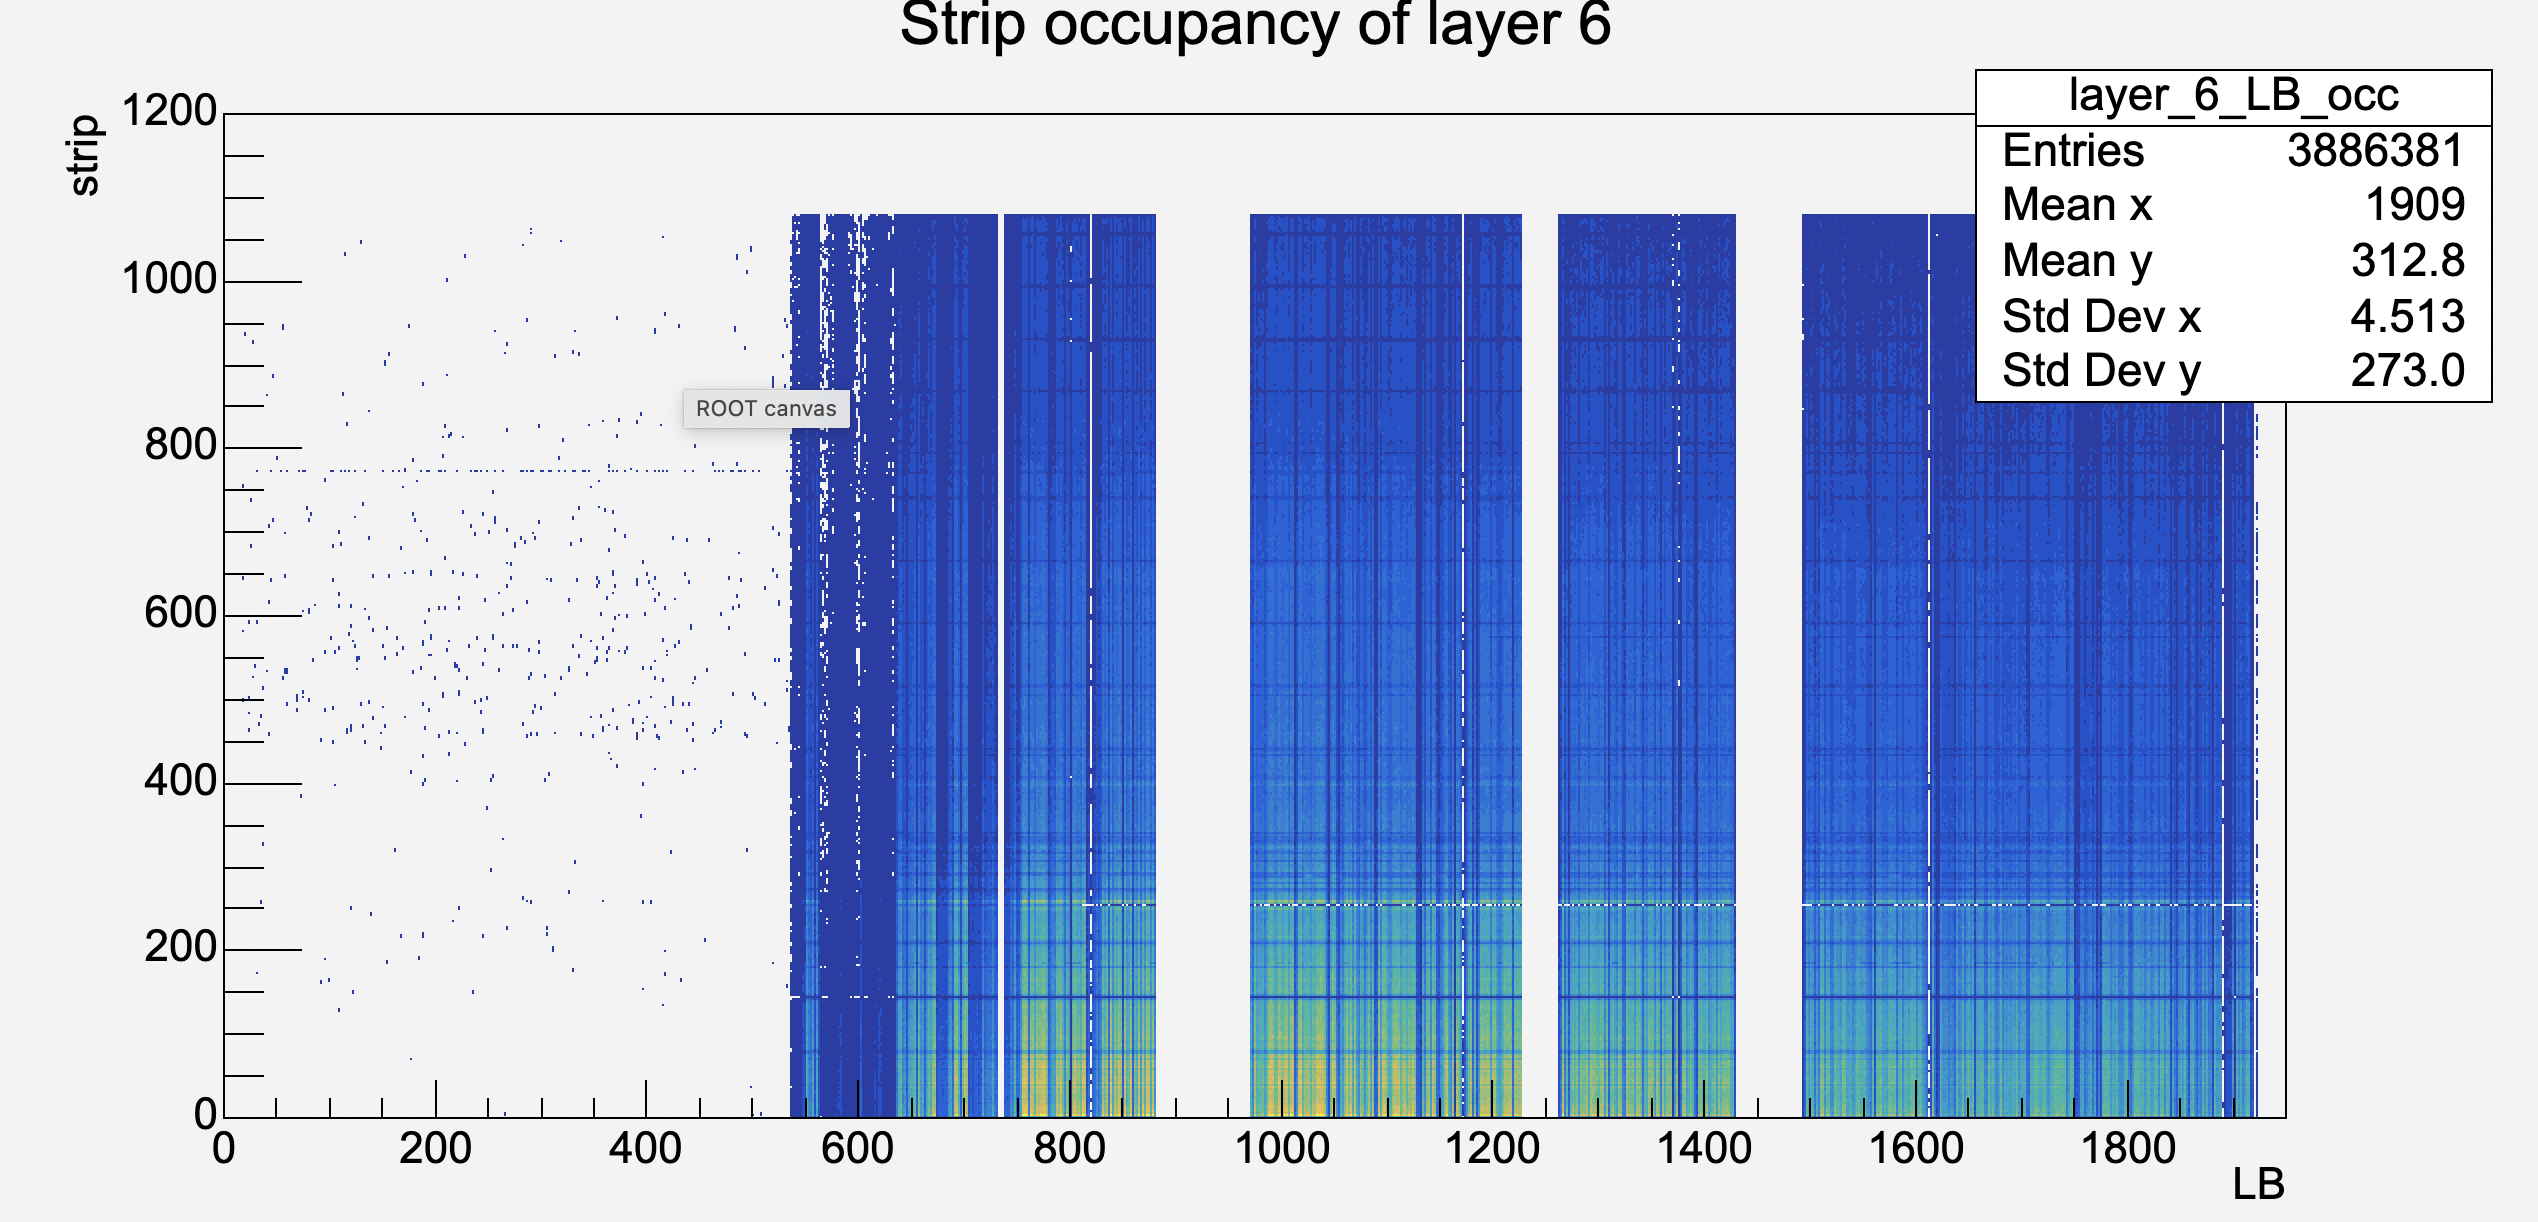 Strip occupancy of layer 6
layer_6_LB_occ
Entries 3886381
Mean x 1909
Mean y 312.8
Std Dev x 4.513
Std Dev y 273.0
strip
1200
1000
800
600
400
200
0
ROOT canvas
0 200 400 600 800 1000 1200 1400 1600 1800
LB